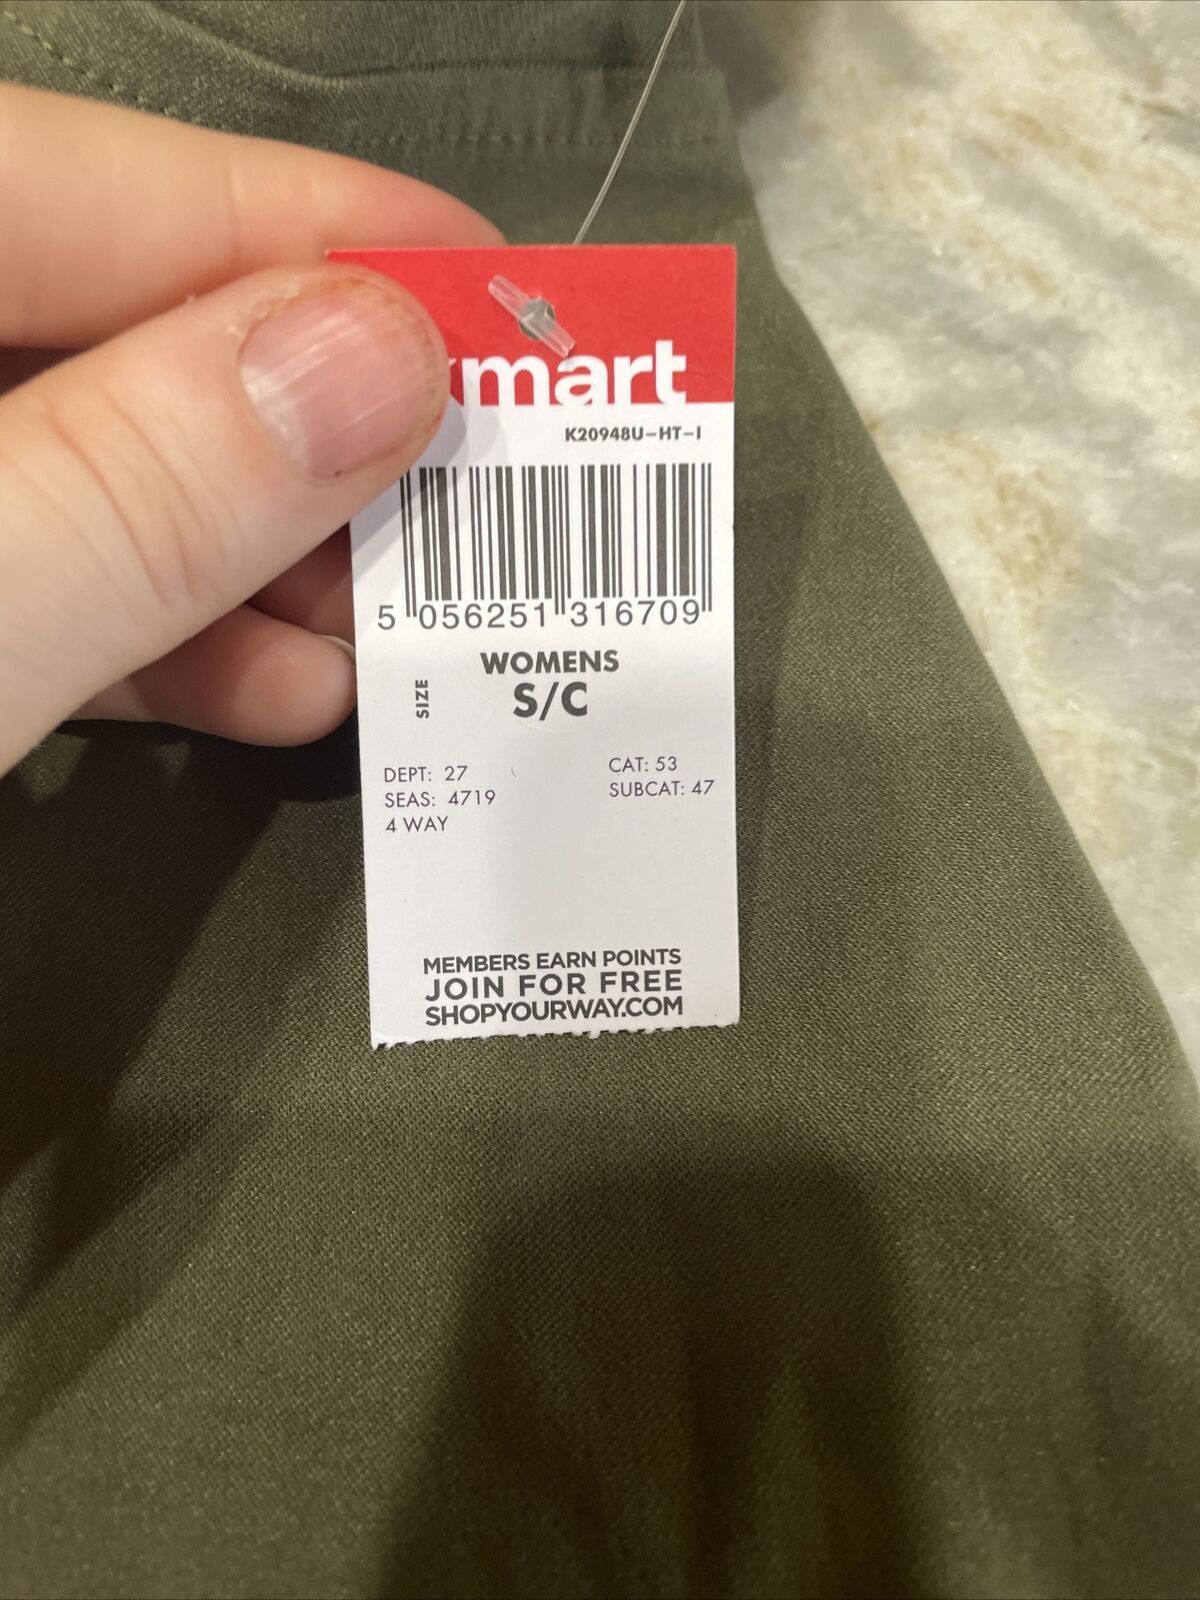 kmart
K20948U-HT-I
5 056251 316709
WOMENS
SIZE S/C
DEPT: 27 CAT: 53
SEAS: 4719 SUBCAT: 47
4 WAY
MEMBERS EARN POINTS
JOIN FOR FREE
SHOPYOURWAY.COM